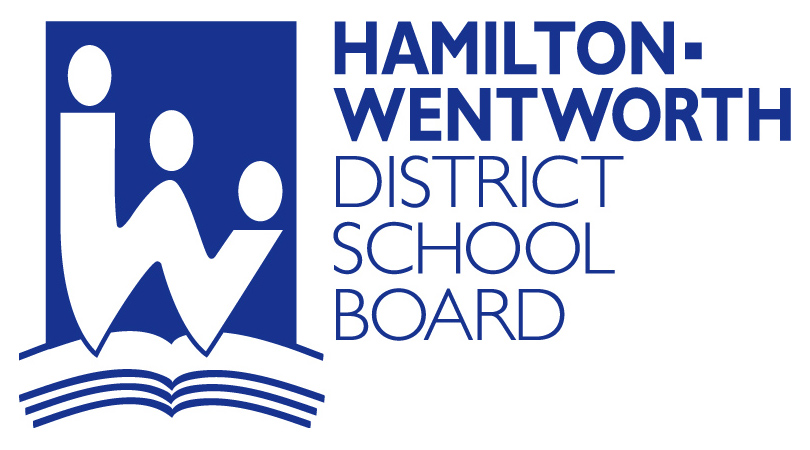 HAMILTON-
WENTWORTH
DISTRICT
SCHOOL
BOARD